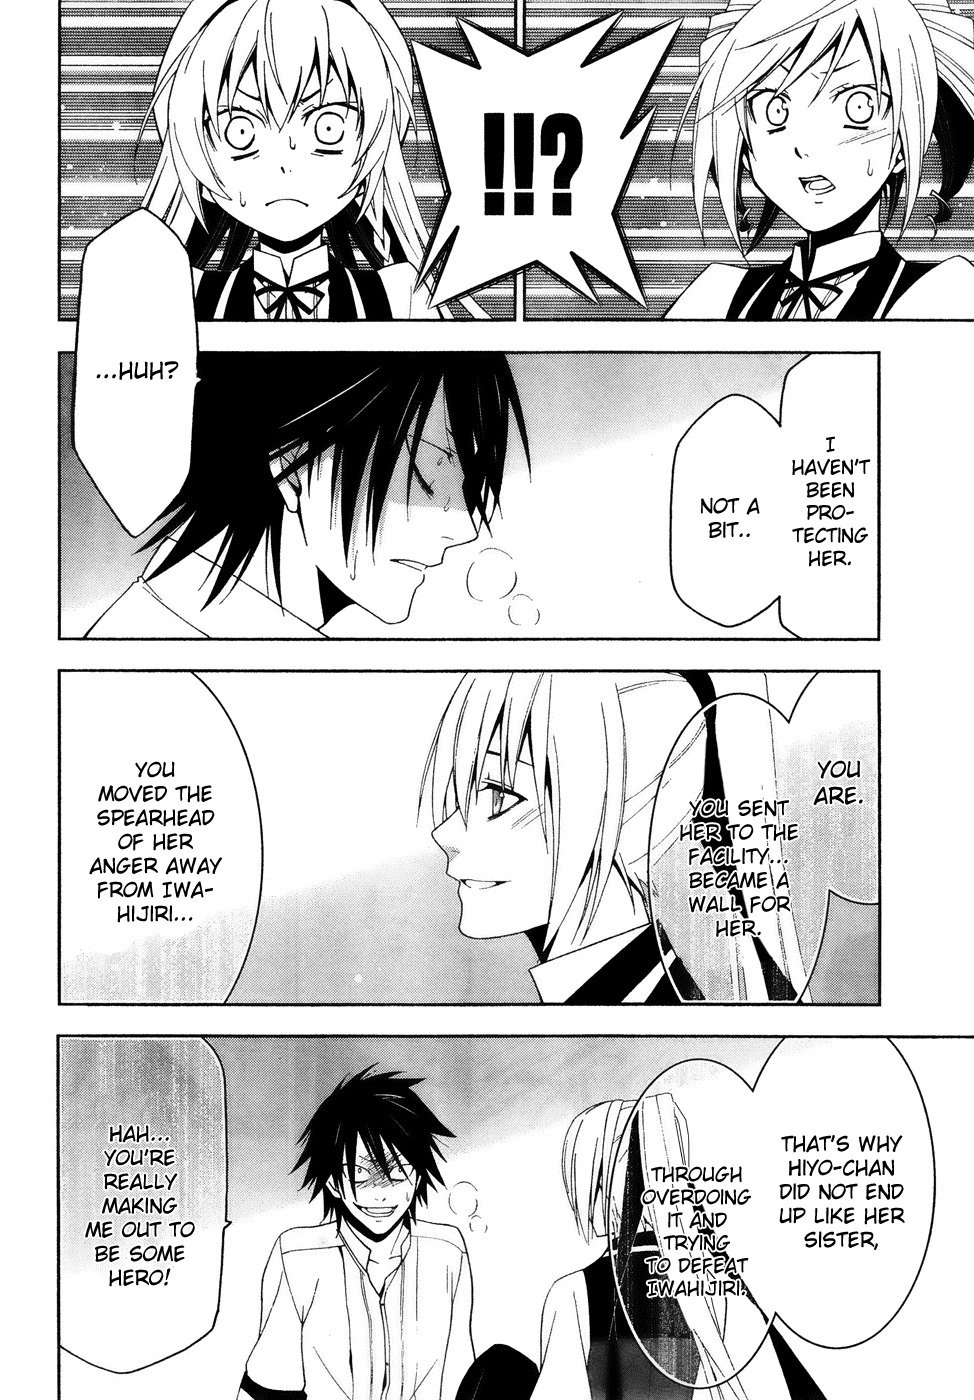 !!?
I
HAVEN'T
BEEN
PRO-
TECTING
HER.
NOT A
BIT..
...HUH?
YOU
ARE.
YOU SENT
HER TO THE
FACILITY...
BECAME A
WALL FOR
HER.
YOU
MOVED THE
SPEARHEAD
OF HER
ANGER AWAY
FROM IWA-
HIJIRI...
THAT'S WHY
HIYO-CHAN
DID NOT END
UP LIKE HER
SISTER,
THROUGH
OVERDOING
IT AND
TRYING
TO DEFEAT
IWAHIJIRI.
HAH...
YOU'RE
REALLY
MAKING
ME OUT TO
BE SOME
HERO!